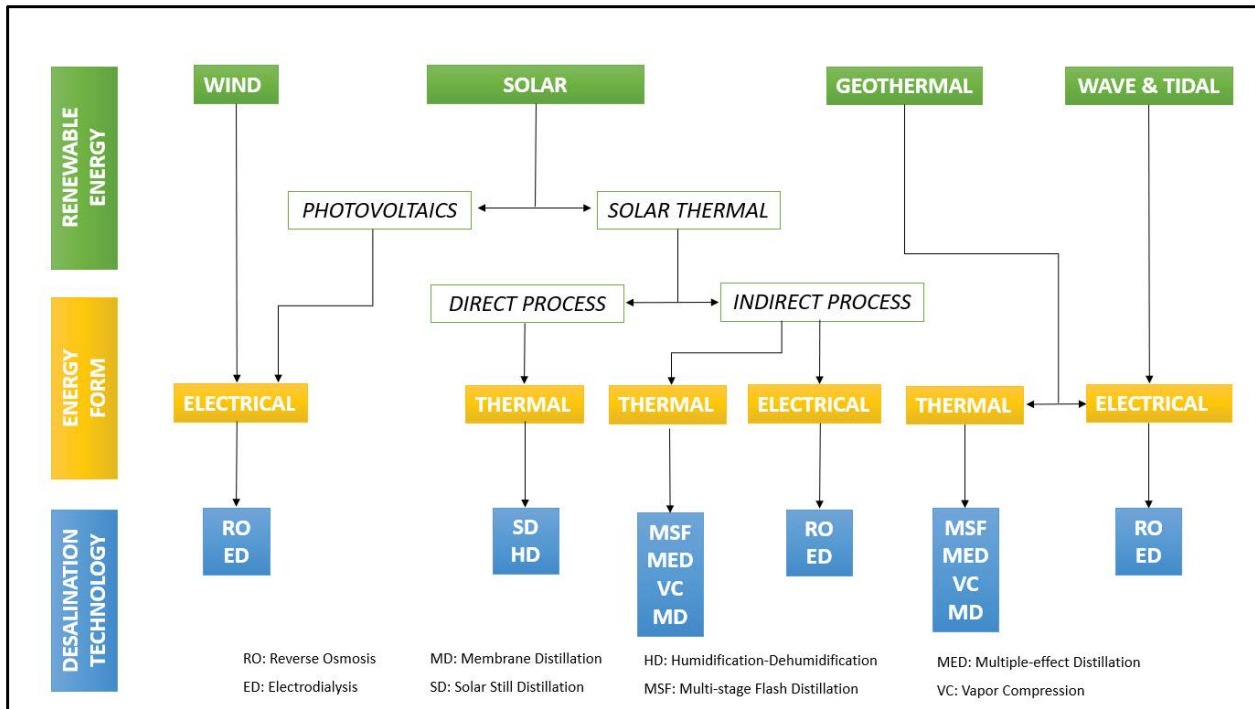 RENEWABLE
ENERGY
WIND
SOLAR
GEOTHERMAL
WAVE & TIDAL
PHOTOVOLTAICS
SOLAR THERMAL
DIRECT PROCESS
INDIRECT PROCESS
ENERGY
FORM
ELECTRICAL
THERMAL
THERMAL
ELECTRICAL
THERMAL
ELECTRICAL
DESALINATION
TECHNOLOGY
RO
ED
SD
HD
MSF
MED
VC
MD
RO
ED
MSF
MED
VC
MD
RO
ED
RO: Reverse Osmosis
MD: Membrane Distillation
HD: Humidification-Dehumidification
MED: Multiple-effect Distillation
ED: Electrodialysis
SD: Solar Still Distillation
MSF: Multi-stage Flash Distillation
VC: Vapor Compression